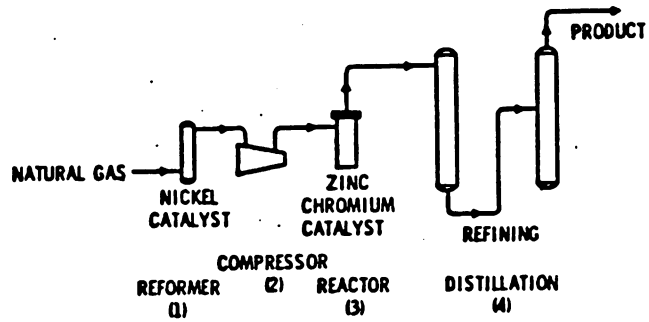 PRODUCT
NATURAL GAS
NICKEL
CATALYST
ZINC
CHROMIUM
CATALYST
REFINING
COMPRESSOR
(2)
REFORMER
(1)
REACTOR
(3)
DISTILLATION
(4)